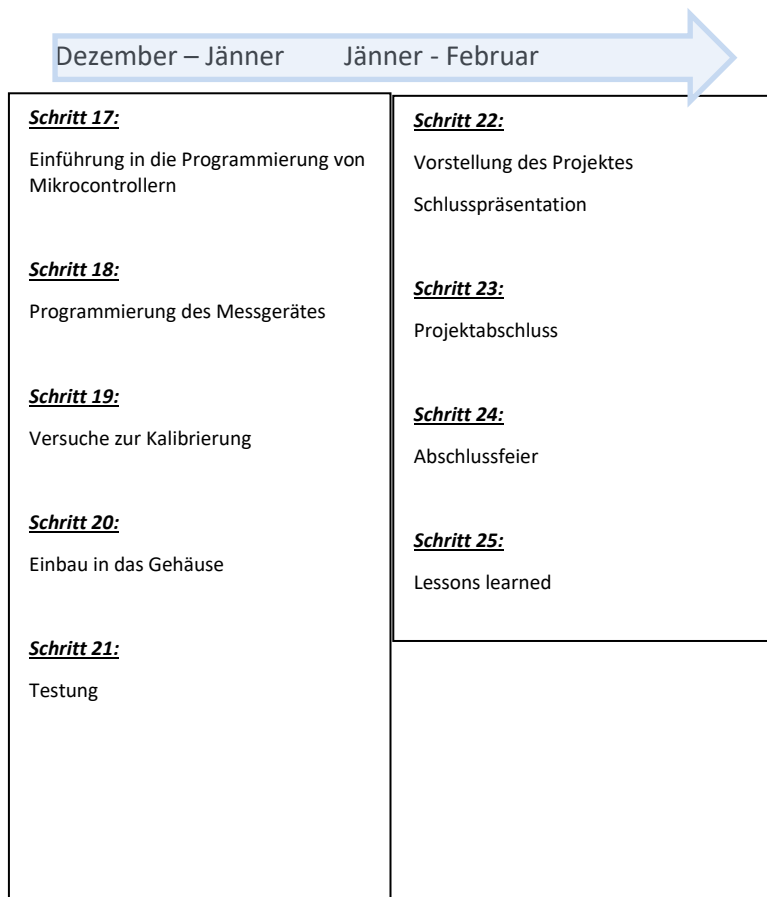 Dezember – Jänner Jänner - Februar
Schritt 17:
Einführung in die Programmierung von
Mikrocontrollern
Schritt 18:
Programmierung des Messgerätes
Schritt 19:
Versuche zur Kalibrierung
Schritt 20:
Einbau in das Gehäuse
Schritt 21:
Testung
Schritt 22:
Vorstellung des Projektes
Schlusspräsentation
Schritt 23:
Projektabschluss
Schritt 24:
Abschlussfeier
Schritt 25:
Lessons learned